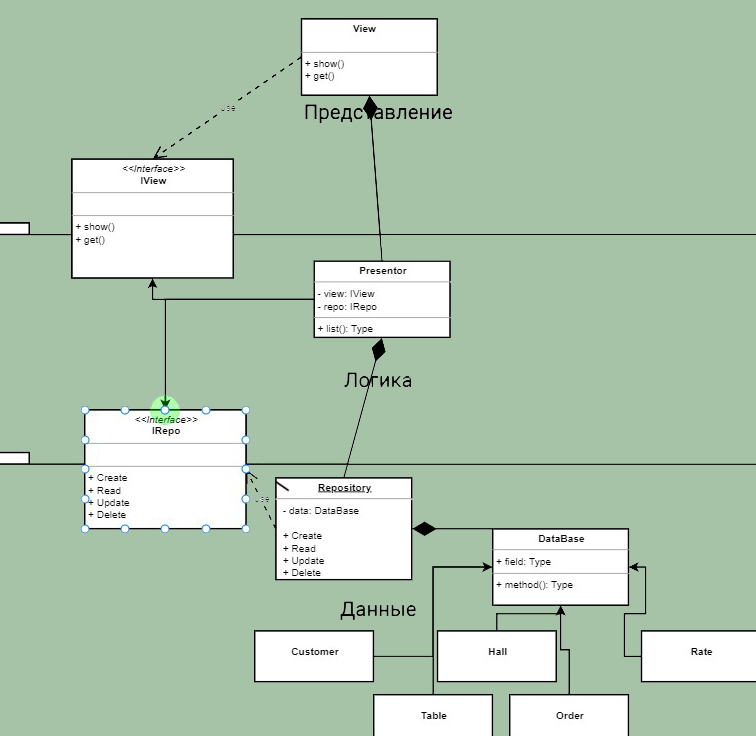 View
+ show()
+ get()
Представление
use
<<Interface>>
IView
+ show()
+ get()
Presentor
- view: IView
- repo: IRepo
+ list(): Type
Логика
<<Interface>>
IRepo
+ Create
+ Read
+ Update
+ Delete
use
Repository
- data: DataBase
+ Create
+ Read
+ Update
+ Delete
DataBase
+ field: Type
+ method(): Type
Данные
Customer
Hall
Rate
Table
Order